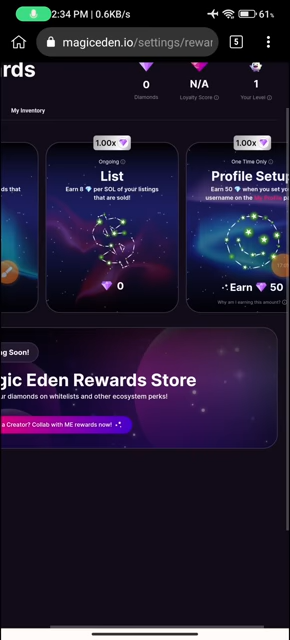 2:34 PM | 0.6KB/s
61%
magiceden.io/settings/rewar
5
rds
0
N/A
1
Diamonds
Loyalty Score
Your Level
My Inventory
1.00x
1.00x
Ongoing
One Time Only
List
Profile Setu
ds that
Earn 8 per SOL of your listings
that are sold!
Earn 50 when you set yo
username on the
0
Earn 50
Why am I earning this amount?
ng Soon!
gic Eden Rewards Store
ur diamonds on whitelists and other ecosystem perks!
a Creator? Collab with ME rewards now!